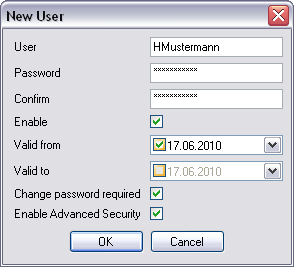 New User
User HMustermann
Password ***********
Confirm ***********
Enable
Valid from 17.06.2010
Valid to 17.06.2010
Change password required
Enable Advanced Security
OK Cancel